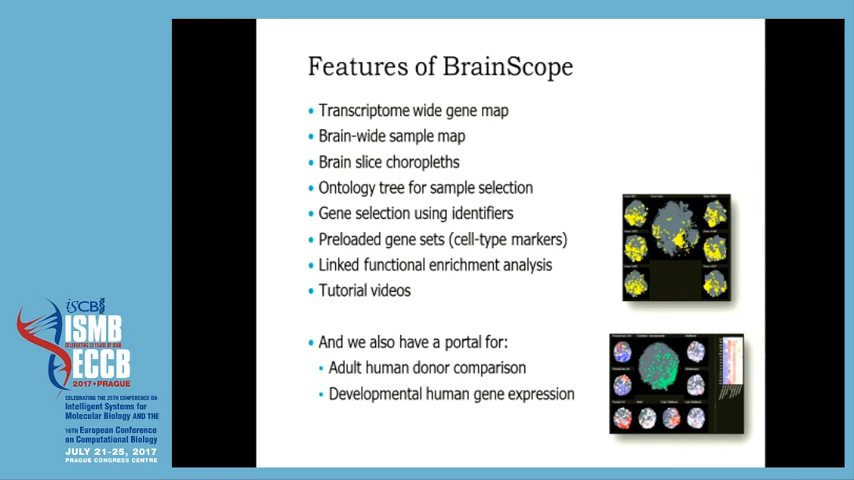 Features of BrainScope
• Transcriptome wide gene map
• Brain-wide sample map
• Brain slice choropleths
• Ontology tree for sample selection
• Gene selection using identifiers
• Preloaded gene sets (cell-type markers)
• Linked functional enrichment analysis
• Tutorial videos
• And we also have a portal for:
• Adult human donor comparison
• Developmental human gene expression
iSCB
ISMB
ECCB
2017 • PRAGUE
CELEBRATING THE 25TH CONFERENCE ON
Intelligent Systems for
Molecular Biology AND THE
16TH European Conference
on Computational Biology
JULY 21-25, 2017
PRAGUE CONGRESS CENTRE